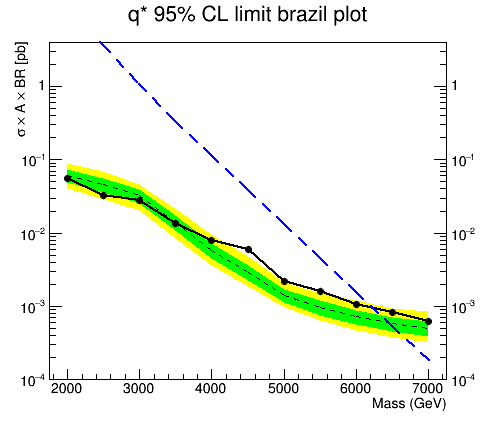 q* 95% CL limit brazil plot
σ × A × BR [pb]
1 1
10⁻¹ 10⁻¹
10⁻² 10⁻²
10⁻³ 10⁻³
10⁻⁴ 10⁻⁴
2000 3000 4000 5000 6000 7000
Mass (GeV)